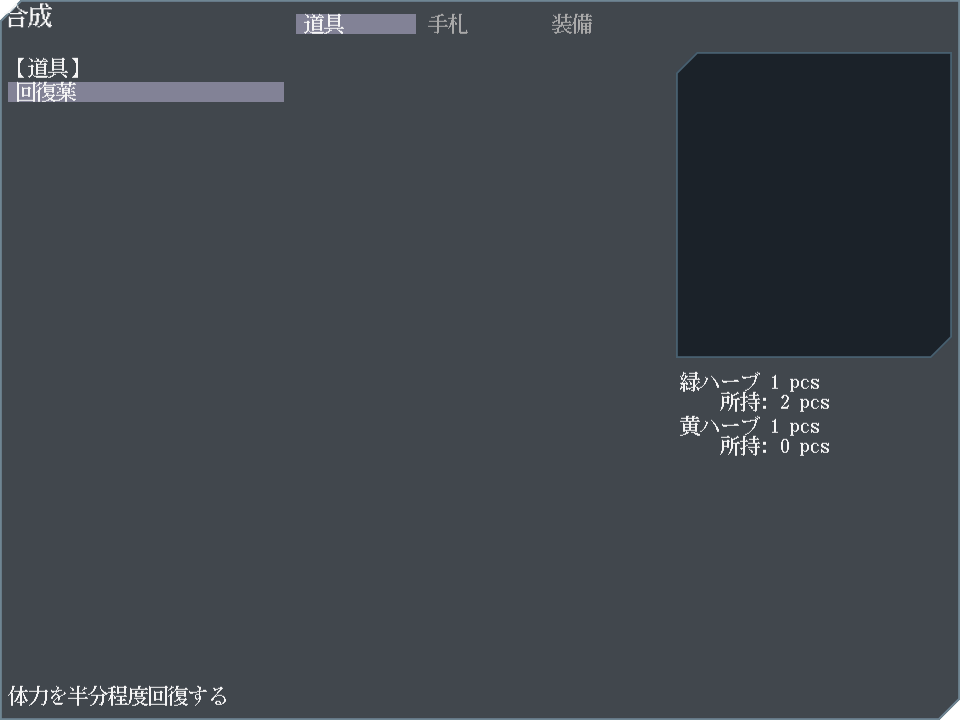 合成
道具 手札 装備
【道具】
回復薬
緑ハーブ 1 pcs
所持: 2 pcs
黄ハーブ 1 pcs
所持: 0 pcs
体力を半分程度回復する